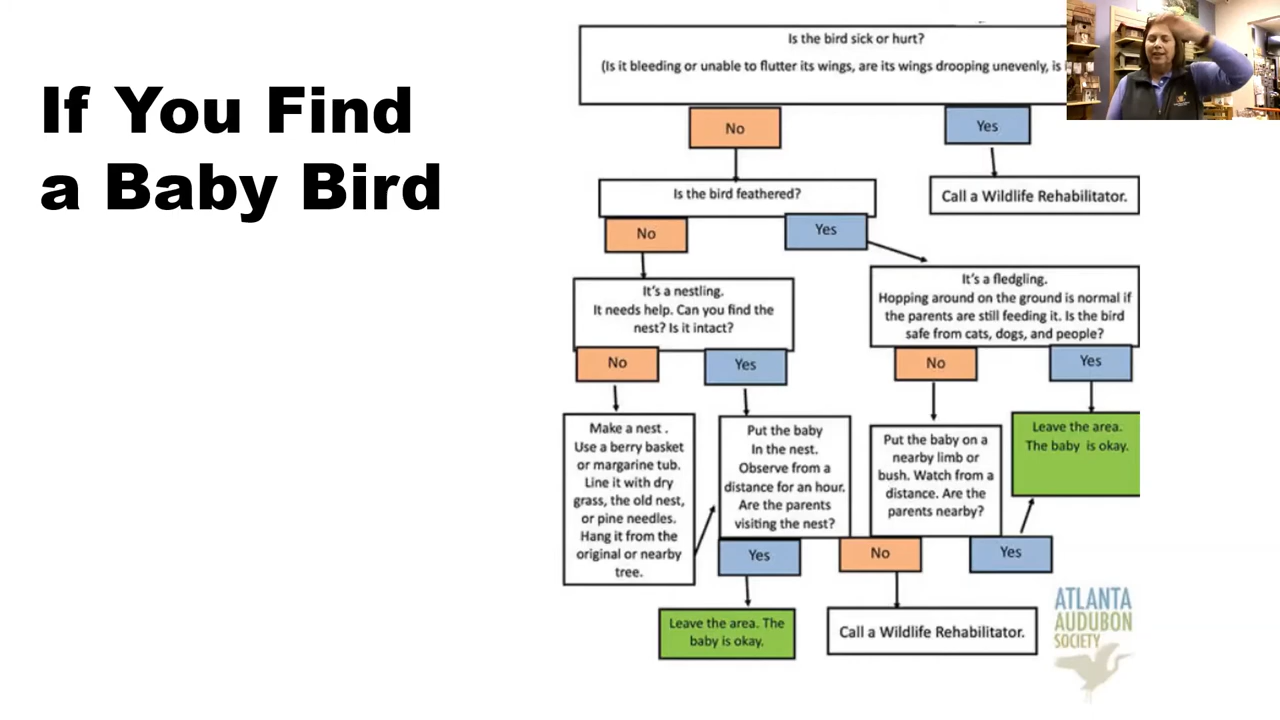 If You Find
a Baby Bird
Is the bird sick or hurt?
(Is it bleeding or unable to flutter its wings, are its wings drooping unevenly, is
No
Yes
Is the bird feathered?
Call a Wildlife Rehabilitator.
No
Yes
It's a nestling.
It needs help. Can you find the
nest? Is it intact?
It's a fledgling.
Hopping around on the ground is normal if
the parents are still feeding it. Is the bird
safe from cats, dogs, and people?
No
Yes
No
Yes
Make a nest .
Use a berry basket
or margarine tub.
Line it with dry
grass, the old nest,
or pine needles.
Hang it from the
original or nearby
tree.
Put the baby
In the nest.
Observe from a
distance for an hour.
Are the parents
visiting the nest?
Put the baby on a
nearby limb or
bush. Watch from a
distance. Are the
parents nearby?
Leave the area.
The baby is okay.
Yes
No
Yes
Leave the area. The
baby is okay.
Call a Wildlife Rehabilitator.
ATLANTA
AUDUBON
SOCIETY